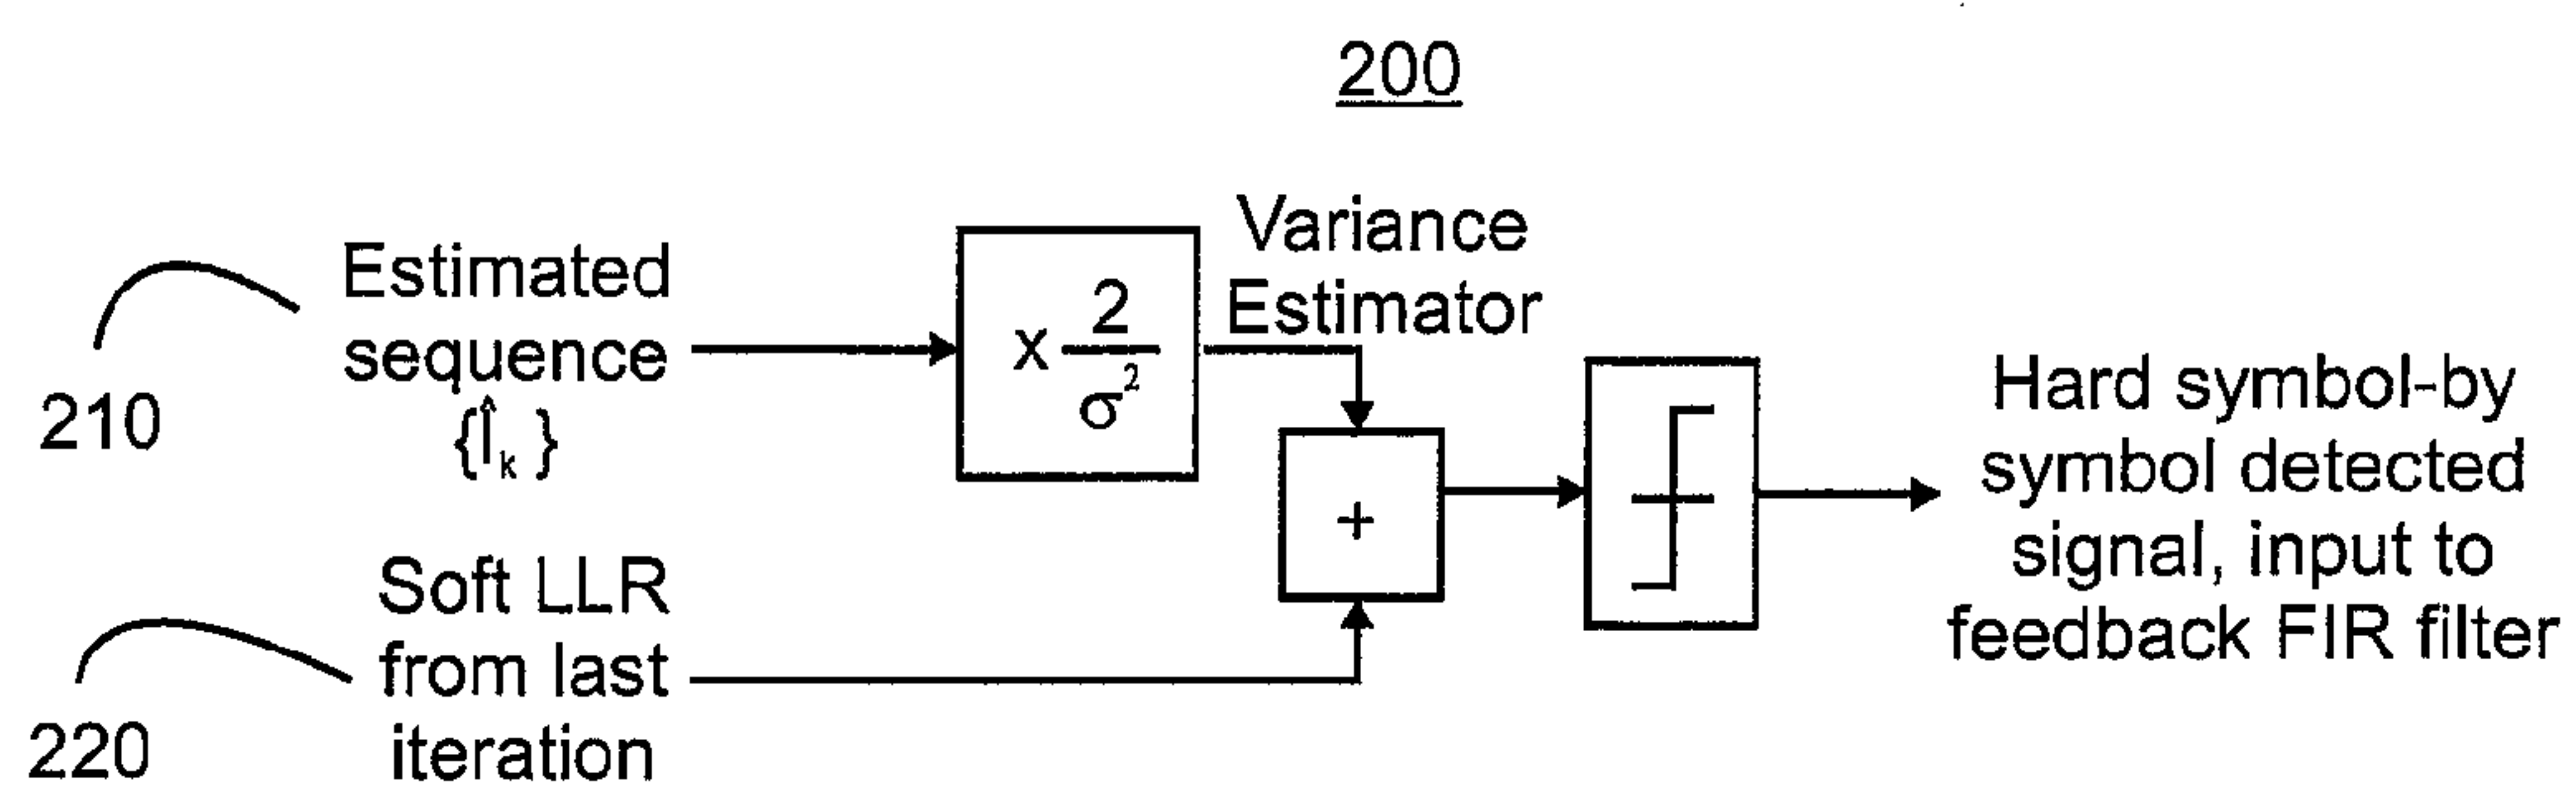 200
Estimated
sequence
{Î_k}
210
x 2/σ²
Variance
Estimator
+
Hard symbol-by
symbol detected
signal, input to
feedback FIR filter
Soft LLR
from last
iteration
220